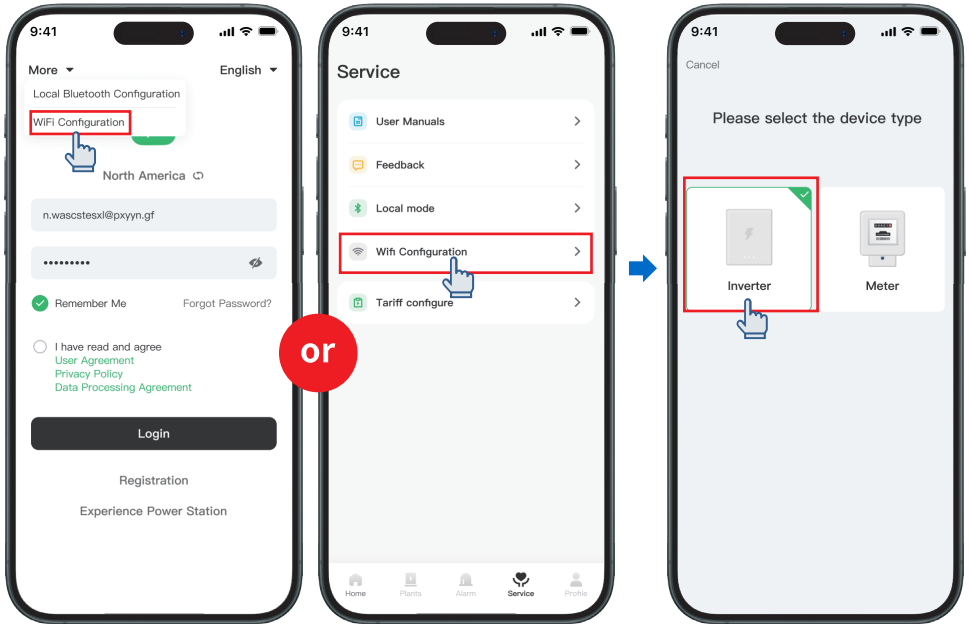 9:41
More
English
Local Bluetooth Configuration
WiFi Configuration
North America
n.wascstesxl@pxyyn.gf
•••••••••
Remember Me
Forgot Password?
I have read and agree
User Agreement
Privacy Policy
Data Processing Agreement
Login
Registration
Experience Power Station
or
9:41
Service
User Manuals
Feedback
Local mode
Wifi Configuration
Tariff configure
Home
Plants
Alarm
Service
Profile
9:41
Cancel
Please select the device type
Inverter
Meter